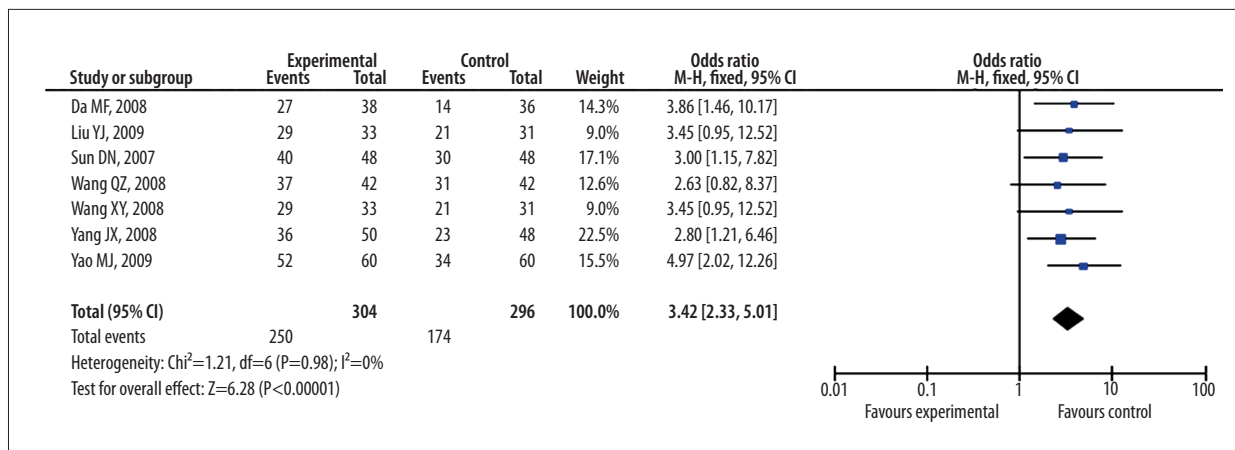 Experimental Control Odds ratio Odds ratio
Study or subgroup Events Total Events Total Weight M-H, fixed, 95% CI M-H, fixed, 95% CI
Da MF, 2008 27 38 14 36 14.3% 3.86 [1.46, 10.17]
Liu YJ, 2009 29 33 21 31 9.0% 3.45 [0.95, 12.52]
Sun DN, 2007 40 48 30 48 17.1% 3.00 [1.15, 7.82]
Wang QZ, 2008 37 42 31 42 12.6% 2.63 [0.82, 8.37]
Wang XY, 2008 29 33 21 31 9.0% 3.45 [0.95, 12.52]
Yang JX, 2008 36 50 23 48 22.5% 2.80 [1.21, 6.46]
Yao MJ, 2009 52 60 34 60 15.5% 4.97 [2.02, 12.26]
Total (95% CI) 304 296 100.0% 3.42 [2.33, 5.01]
Total events 250 174
Heterogeneity: Chi²=1.21, df=6 (P=0.98); I²=0%
Test for overall effect: Z=6.28 (P<0.00001)
0.01 0.1 1 10 100
Favours experimental Favours control